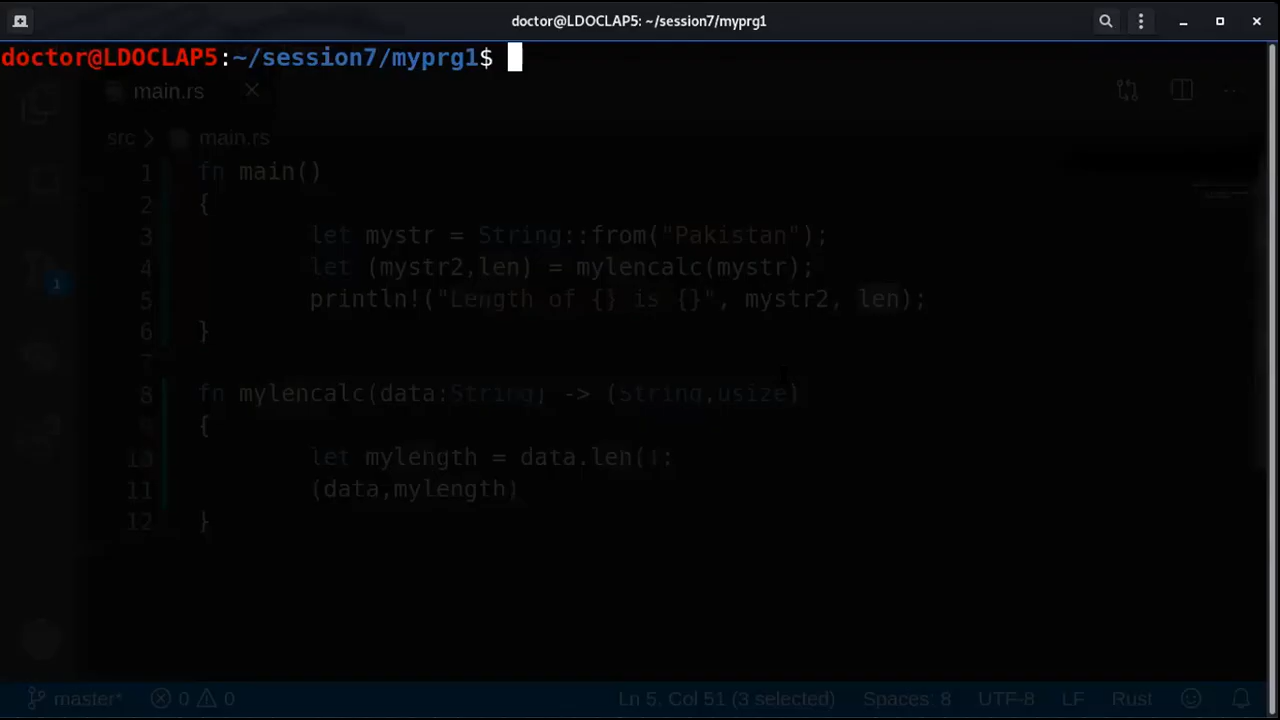 doctor@LDOCLAP5: ~/session7/myprg1
doctor@LDOCLAP5:~/session7/myprg1$
main.rs
src > main.rs
1 fn main()
2 {
3 let mystr = String::from("Pakistan");
4 let (mystr2,len) = mylencalc(mystr);
5 println!("Length of {} is {}", mystr2, len);
6 }
7
8 fn mylencalc(data:String) -> (String,usize)
9 {
10 let mylength = data.len();
11 (data,mylength)
12 }
1
master* 0 0 Ln 5, Col 51 (3 selected) Spaces: 8 UTF-8 LF Rust